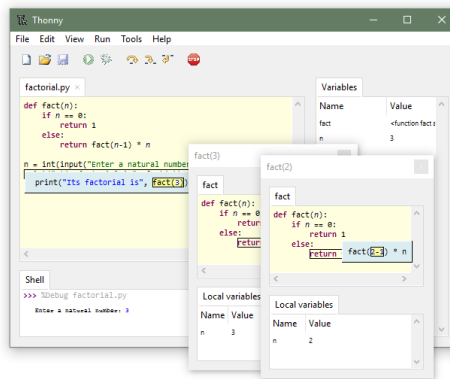 Thonny
File Edit View Run Tools Help
factorial.py
def fact(n):
if n == 0:
return 1
else:
return fact(n-1) * n
n = int(input("Enter a natural number
print("Its factorial is", fact(3))
Shell
>>> %Debug factorial.py
Enter a natural number: 3
Variables
Name Value
fact <function fact
n 3
fact(3)
fact
def fact(n):
if n == 0
retur
else:
retur
Local variables
Name Value
n 3
fact(2)
fact
def fact(n):
if n == 0:
return 1
else:
return fact(2-1) * n
Local variables
Name Value
n 2